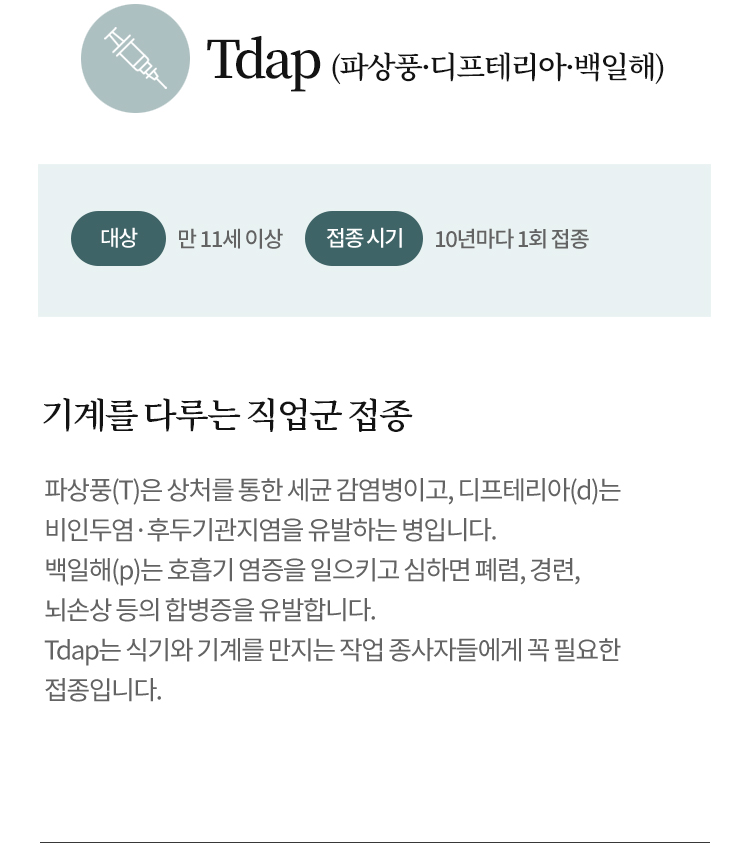 Tdap (파상풍·디프테리아·백일해)
대상 만 11세 이상 접종 시기 10년마다 1회 접종
기계를 다루는 직업군 접종
파상풍(T)은 상처를 통한 세균 감염병이고, 디프테리아(d)는
비인두염·후두기관지염을 유발하는 병입니다.
백일해(p)는 호흡기 염증을 일으키고 심하면 폐렴, 경련,
뇌손상 등의 합병증을 유발합니다.
Tdap는 식기와 기계를 만지는 작업 종사자들에게 꼭 필요한
접종입니다.